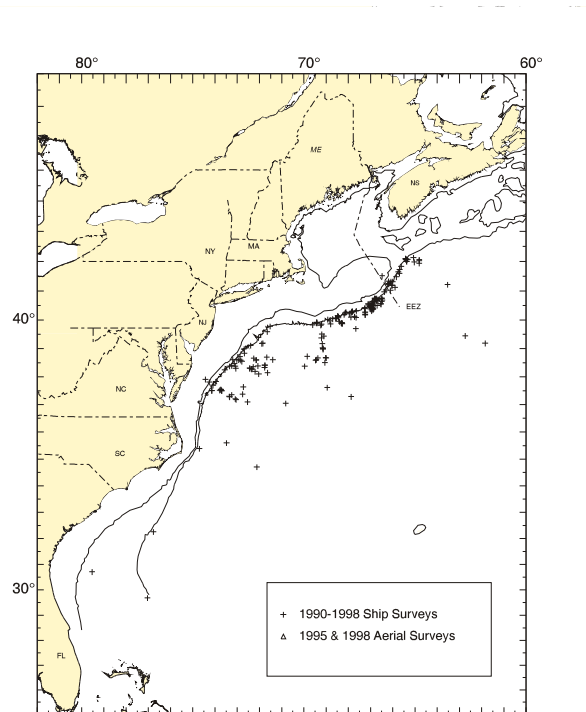 80° 70° 60°
ME
NS
NY MA
EEZ
40°
NJ
NC
SC
30°
+ 1990-1998 Ship Surveys
△ 1995 & 1998 Aerial Surveys
FL